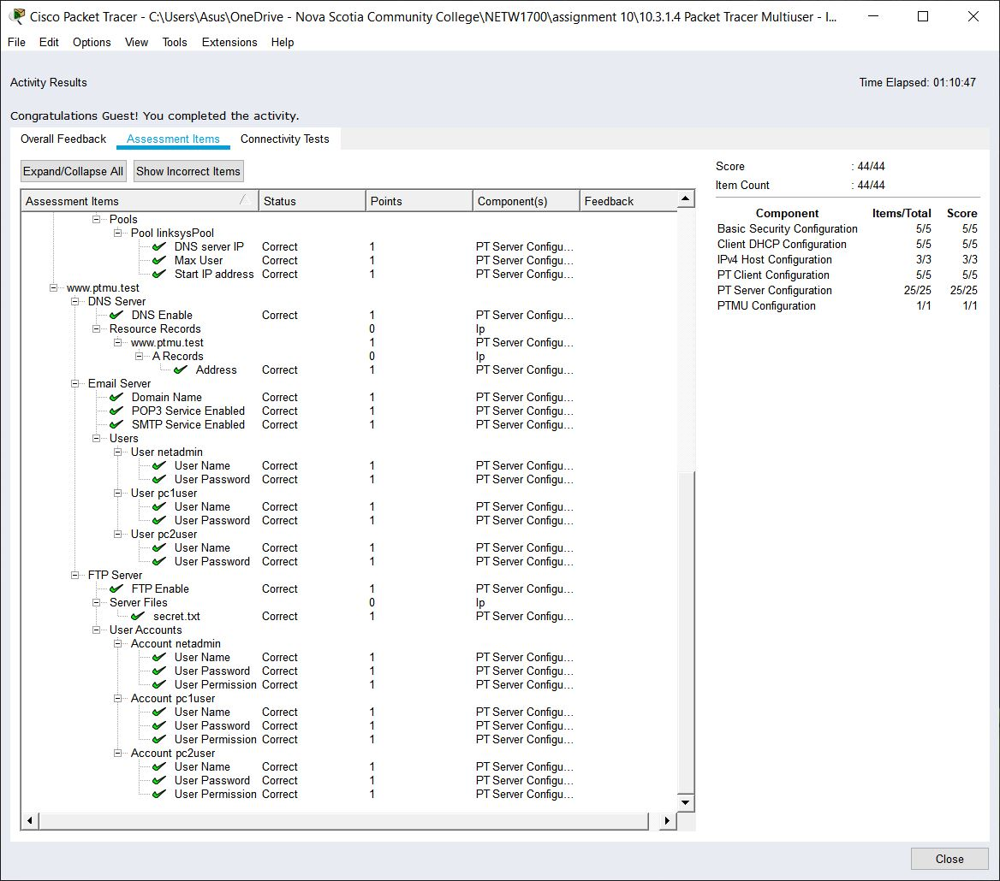 Cisco Packet Tracer - C:\Users\Asus\OneDrive - Nova Scotia Community College\NETW1700\assignment 10\10.3.1.4 Packet Tracer Multiuser - I...
File Edit Options View Tools Extensions Help
Activity Results
Time Elapsed: 01:10:47
Congratulations Guest! You completed the activity.
Overall Feedback Assessment Items Connectivity Tests
Expand/Collapse All Show Incorrect Items
Assessment Items Status Points Component(s) Feedback
Pools
Pool linksysPool
DNS server IP Correct 1 PT Server Configu...
Max User Correct 1 PT Server Configu...
Start IP address Correct 1 PT Server Configu...
www.ptmu.test
DNS Server
DNS Enable Correct 1 PT Server Configu...
Resource Records 0 Ip
www.ptmu.test 1 PT Server Configu...
A Records 0 Ip
Address Correct 1 PT Server Configu...
Email Server
Domain Name Correct 1 PT Server Configu...
POP3 Service Enabled Correct 1 PT Server Configu...
SMTP Service Enabled Correct 1 PT Server Configu...
Users
User netadmin
User Name Correct 1 PT Server Configu...
User Password Correct 1 PT Server Configu...
User pc1user
User Name Correct 1 PT Server Configu...
User Password Correct 1 PT Server Configu...
User pc2user
User Name Correct 1 PT Server Configu...
User Password Correct 1 PT Server Configu...
FTP Server
FTP Enable Correct 1 PT Server Configu...
Server Files 0 Ip
secret.txt Correct 1 PT Server Configu...
User Accounts
Account netadmin
User Name Correct 1 PT Server Configu...
User Password Correct 1 PT Server Configu...
User Permission Correct 1 PT Server Configu...
Account pc1user
User Name Correct 1 PT Server Configu...
User Password Correct 1 PT Server Configu...
User Permission Correct 1 PT Server Configu...
Account pc2user
User Name Correct 1 PT Server Configu...
User Password Correct 1 PT Server Configu...
User Permission Correct 1 PT Server Configu...
Score : 44/44
Item Count : 44/44
Component Items/Total Score
Basic Security Configuration 5/5 5/5
Client DHCP Configuration 5/5 5/5
IPv4 Host Configuration 3/3 3/3
PT Client Configuration 5/5 5/5
PT Server Configuration 25/25 25/25
PTMU Configuration 1/1 1/1
Close